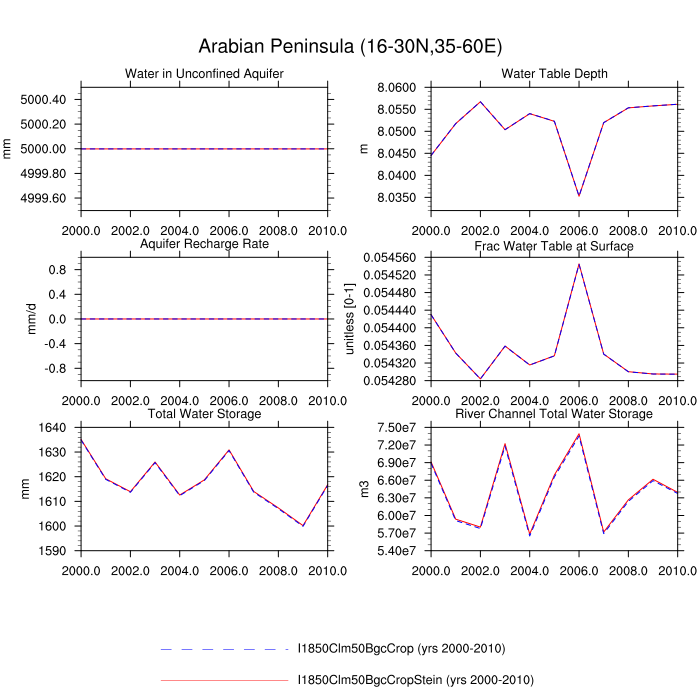 Arabian Peninsula (16-30N,35-60E)
Water in Unconfined Aquifer
Water Table Depth
5000.40
5000.20
5000.00
4999.80
4999.60
mm
2000.0 2002.0 2004.0 2006.0 2008.0 2010.0
8.0600
8.0550
8.0500
8.0450
8.0400
8.0350
m
2000.0 2002.0 2004.0 2006.0 2008.0 2010.0
Aquifer Recharge Rate
Frac Water Table at Surface
0.8
0.4
0.0
-0.4
-0.8
mm/d
2000.0 2002.0 2004.0 2006.0 2008.0 2010.0
0.054560
0.054520
0.054480
0.054440
0.054400
0.054360
0.054320
0.054280
unitless [0-1]
2000.0 2002.0 2004.0 2006.0 2008.0 2010.0
Total Water Storage
River Channel Total Water Storage
1640
1630
1620
1610
1600
1590
mm
2000.0 2002.0 2004.0 2006.0 2008.0 2010.0
7.50e7
7.20e7
6.90e7
6.60e7
6.30e7
6.00e7
5.70e7
5.40e7
m3
2000.0 2002.0 2004.0 2006.0 2008.0 2010.0
I1850Clm50BgcCrop (yrs 2000-2010)
I1850Clm50BgcCropStein (yrs 2000-2010)